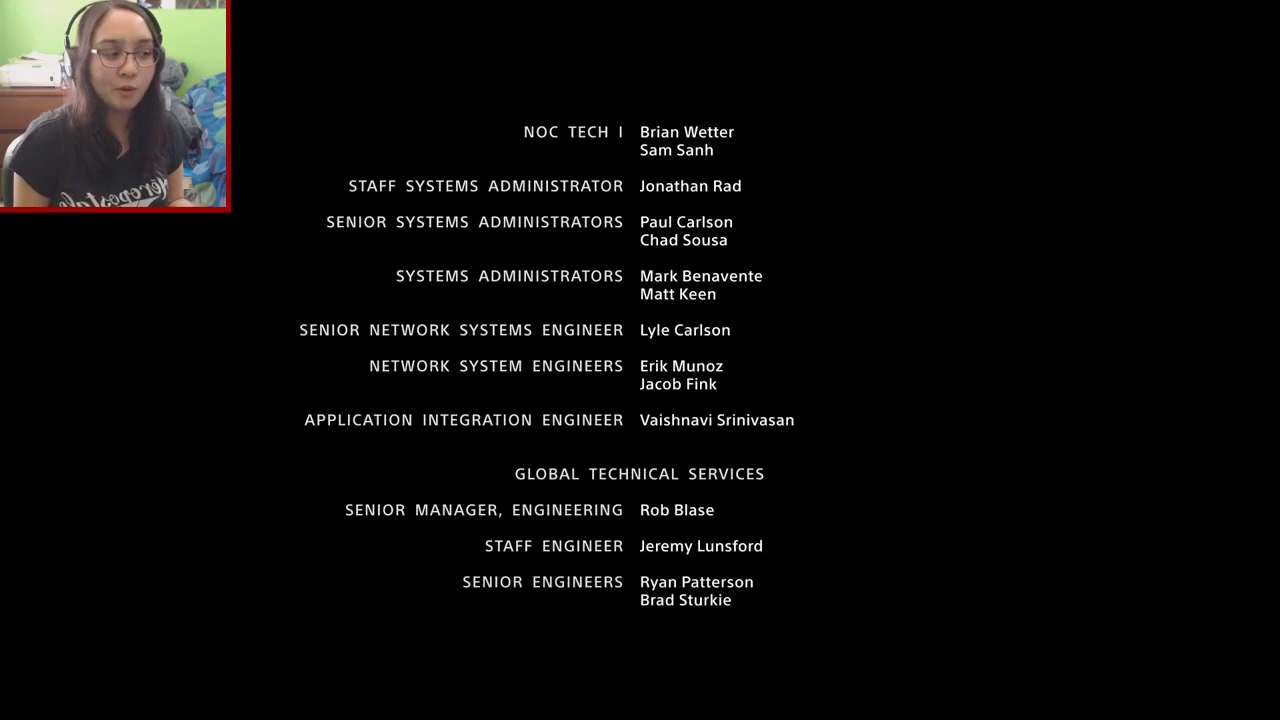 NOC TECH I Brian Wetter
Sam Sanh
STAFF SYSTEMS ADMINISTRATOR Jonathan Rad
SENIOR SYSTEMS ADMINISTRATORS Paul Carlson
Chad Sousa
SYSTEMS ADMINISTRATORS Mark Benavente
Matt Keen
SENIOR NETWORK SYSTEMS ENGINEER Lyle Carlson
NETWORK SYSTEM ENGINEERS Erik Munoz
Jacob Fink
APPLICATION INTEGRATION ENGINEER Vaishnavi Srinivasan
GLOBAL TECHNICAL SERVICES
SENIOR MANAGER, ENGINEERING Rob Blase
STAFF ENGINEER Jeremy Lunsford
SENIOR ENGINEERS Ryan Patterson
Brad Sturkie